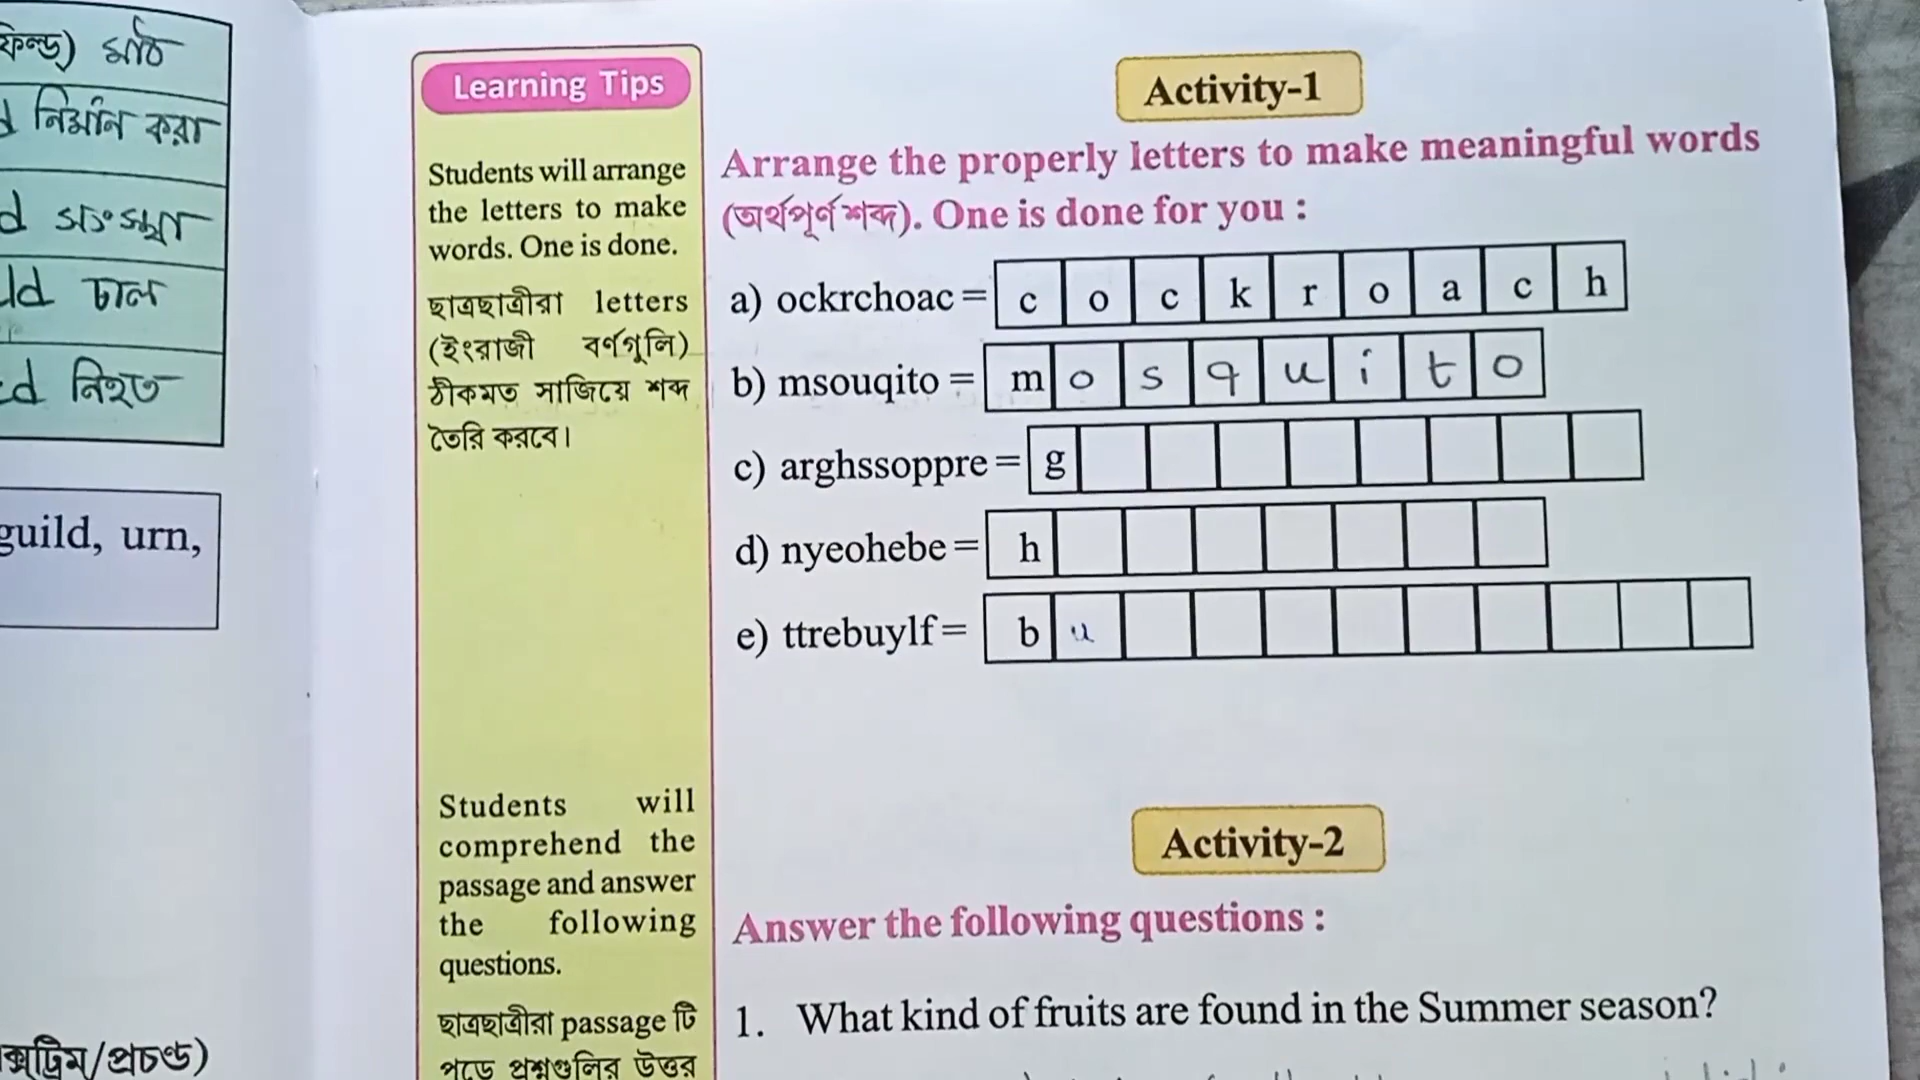 ফিল্ড) মাঠ
d নির্মান করা
d সংস্থা
ld ঢাল
ed নিহত
guild, urn,
ক্সট্রিম/প্রচণ্ড)
Learning Tips
Students will arrange
the letters to make
words. One is done.
ছাত্রছাত্রীরা letters
(ইংরাজী বর্ণগুলি)
ঠীকমত সাজিয়ে শব্দ
তৈরি করবে।
Students will
comprehend the
passage and answer
the following
questions.
ছাত্রছাত্রীরা passage টি
পড়ে প্রশ্নগুলির উত্তর
Activity-1
Arrange the properly letters to make meaningful words
(অর্থপূর্ণ শব্দ). One is done for you :
a) ockrchoac = c o c k r o a c h
b) msouqito = m o s q u i t o
c) arghssoppre = g
d) nyeohebe = h
e) ttrebuylf = b u
Activity-2
Answer the following questions :
1. What kind of fruits are found in the Summer season?